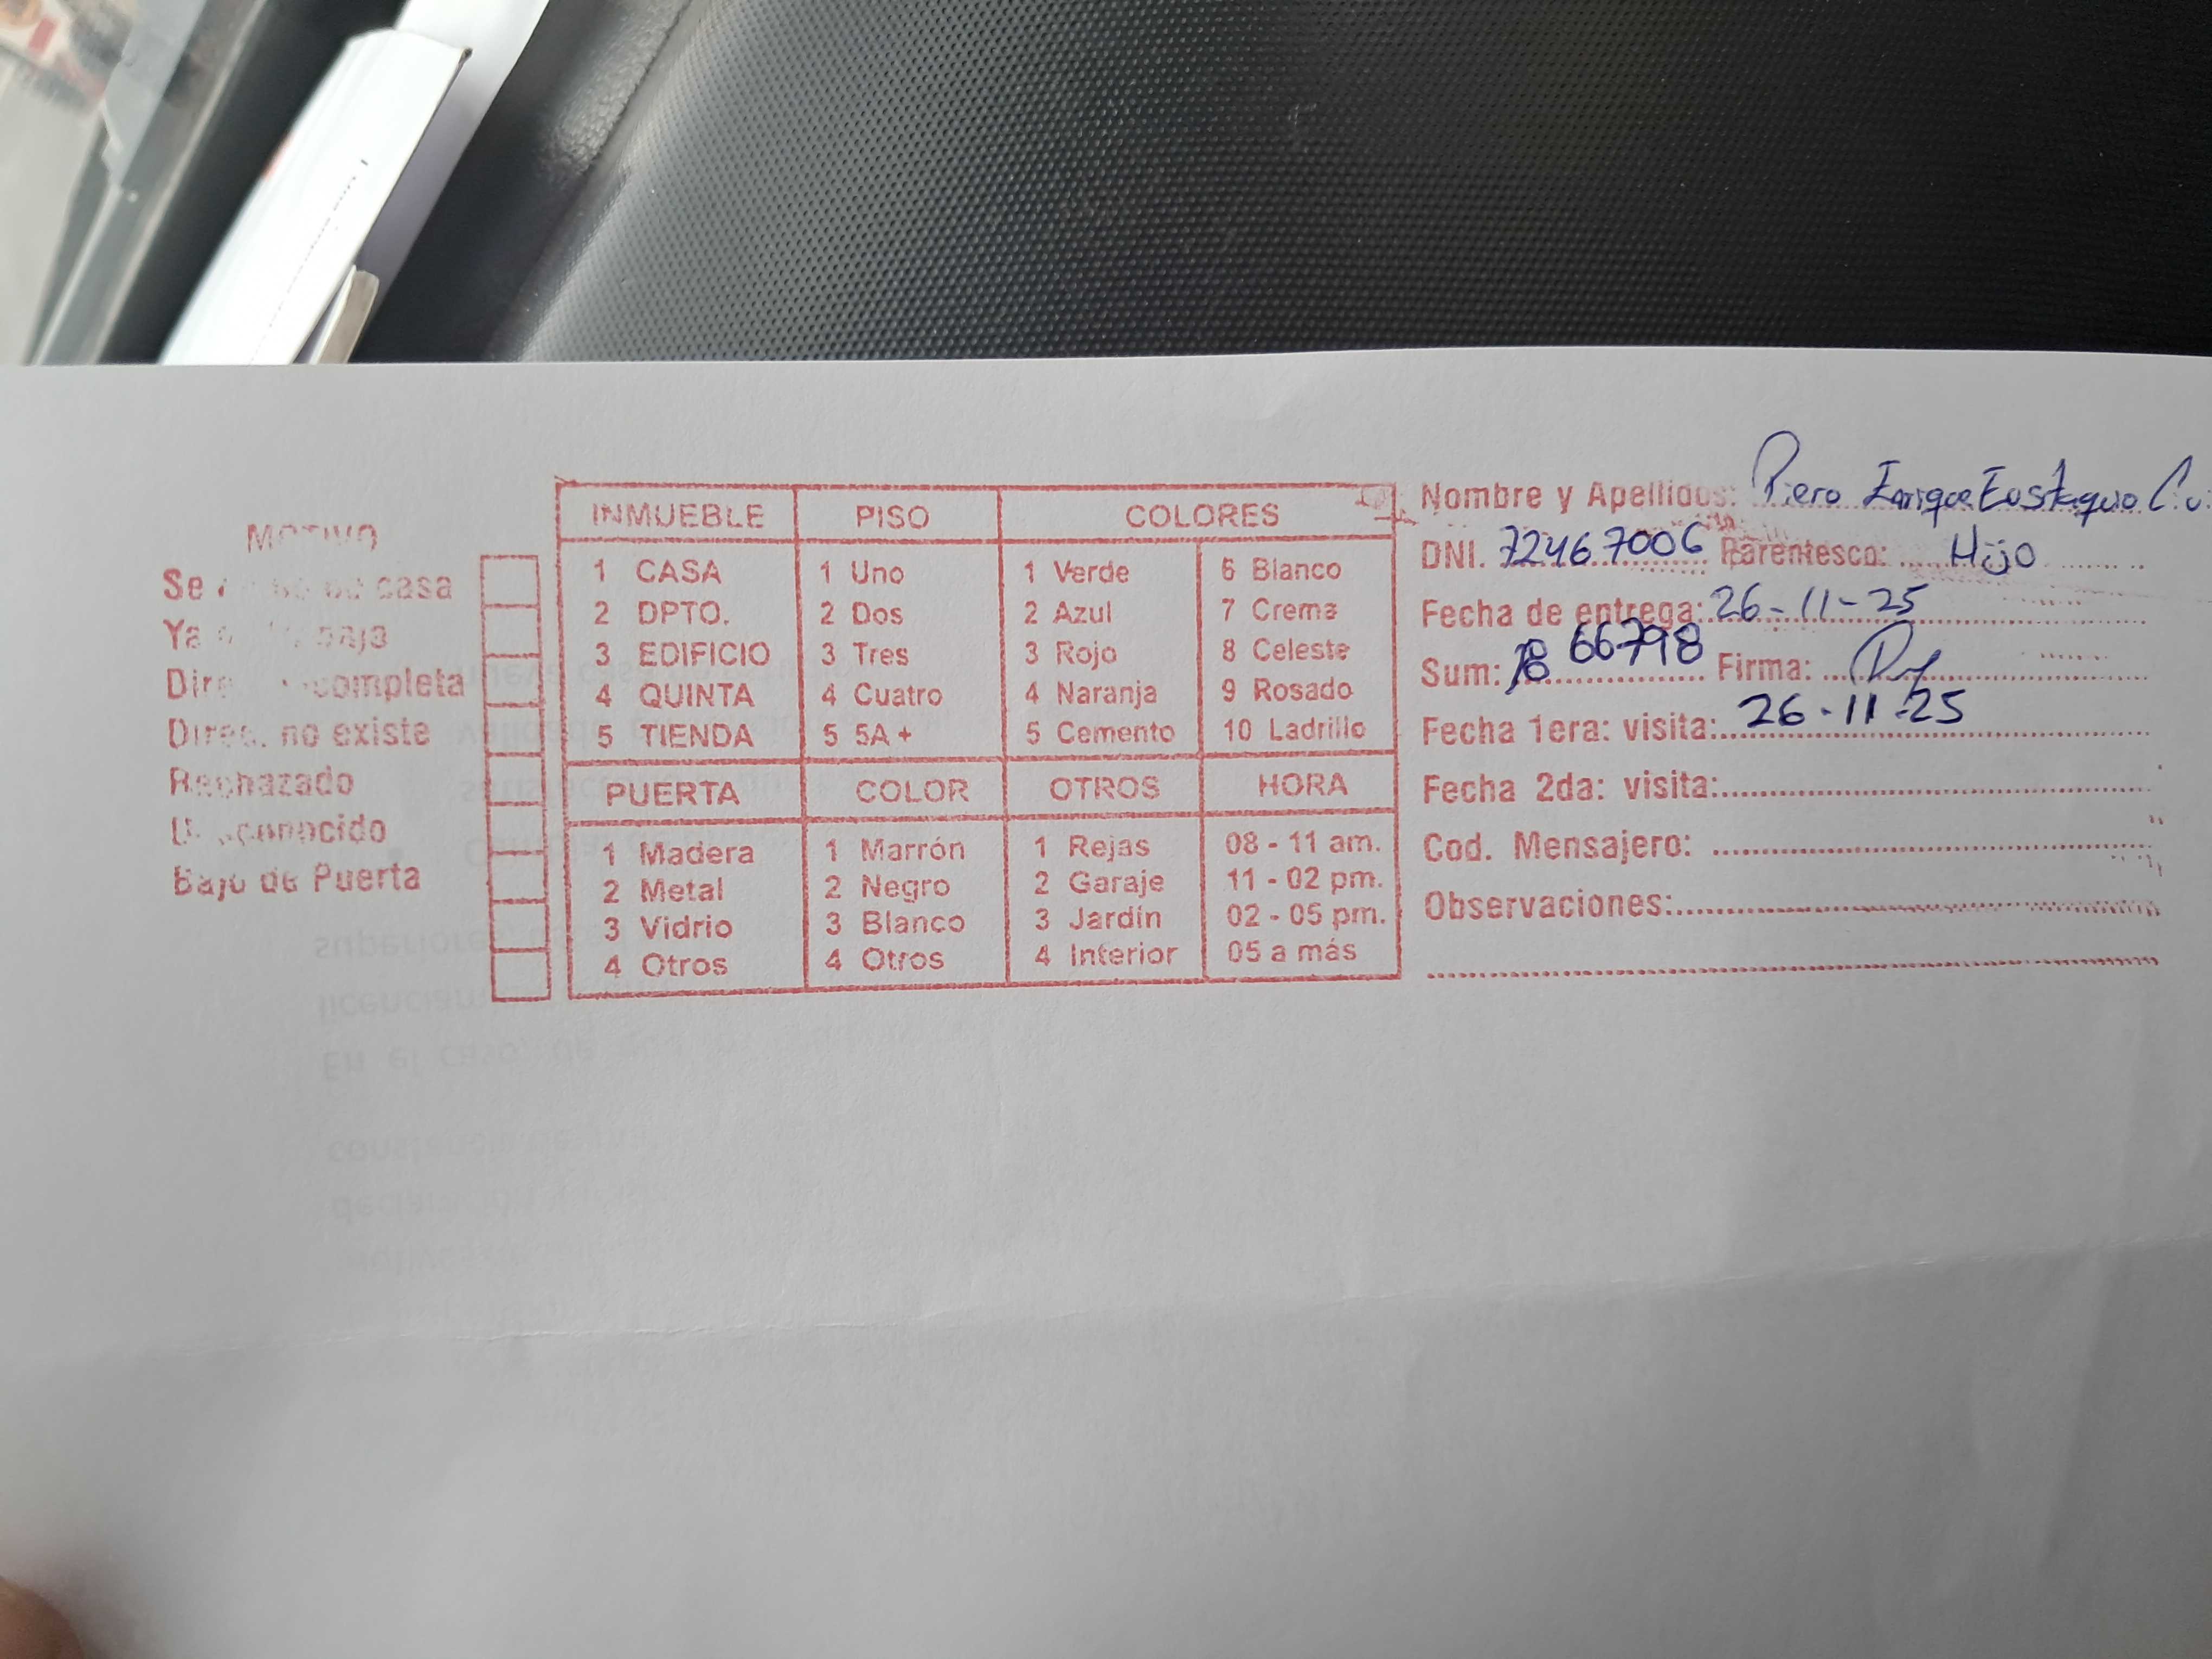 MOTIVO
Se casa
Ya
Direc. incompleta
Direc. no existe
Rechazado
Desconocido
Bajo de Puerta
INMUEBLE PISO COLORES
1 CASA 1 Uno 1 Verde 6 Blanco
2 DPTO. 2 Dos 2 Azul 7 Crema
3 EDIFICIO 3 Tres 3 Rojo 8 Celeste
4 QUINTA 4 Cuatro 4 Naranja 9 Rosado
5 TIENDA 5 5A + 5 Cemento 10 Ladrillo
PUERTA COLOR OTROS HORA
1 Madera 1 Marrón 1 Rejas 08 - 11 am.
2 Metal 2 Negro 2 Garaje 11 - 02 pm.
3 Vidrio 3 Blanco 3 Jardín 02 - 05 pm.
4 Otros 4 Otros 4 Interior 05 a más
Nombre y Apellidos: Piero Enrique Eustaquio
DNI. 72467006 Parentesco: Hijo
Fecha de entrega: 26-11-25
Sum: 66798 Firma:
Fecha 1era: visita: 26-11-25
Fecha 2da: visita:
Cod. Mensajero:
Observaciones: